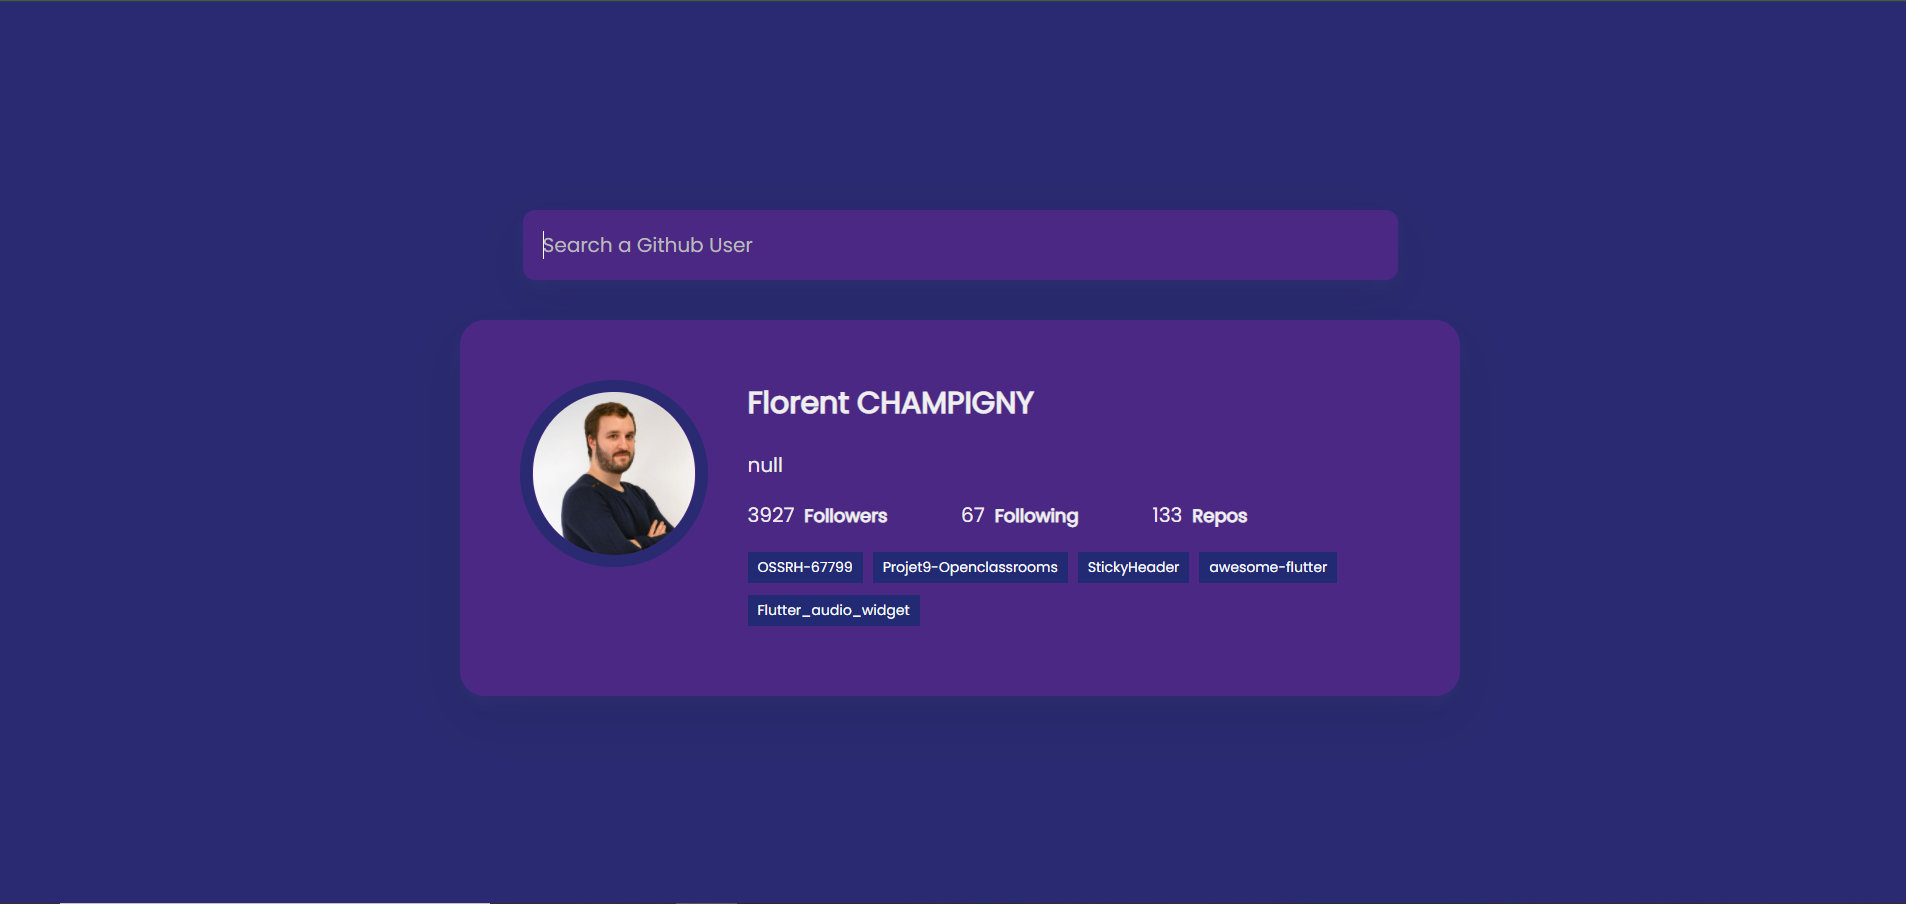 Search a Github User
Florent CHAMPIGNY
null
3927 Followers 67 Following 133 Repos
OSSRH-67799 Projet9-Openclassrooms StickyHeader awesome-flutter
Flutter_audio_widget